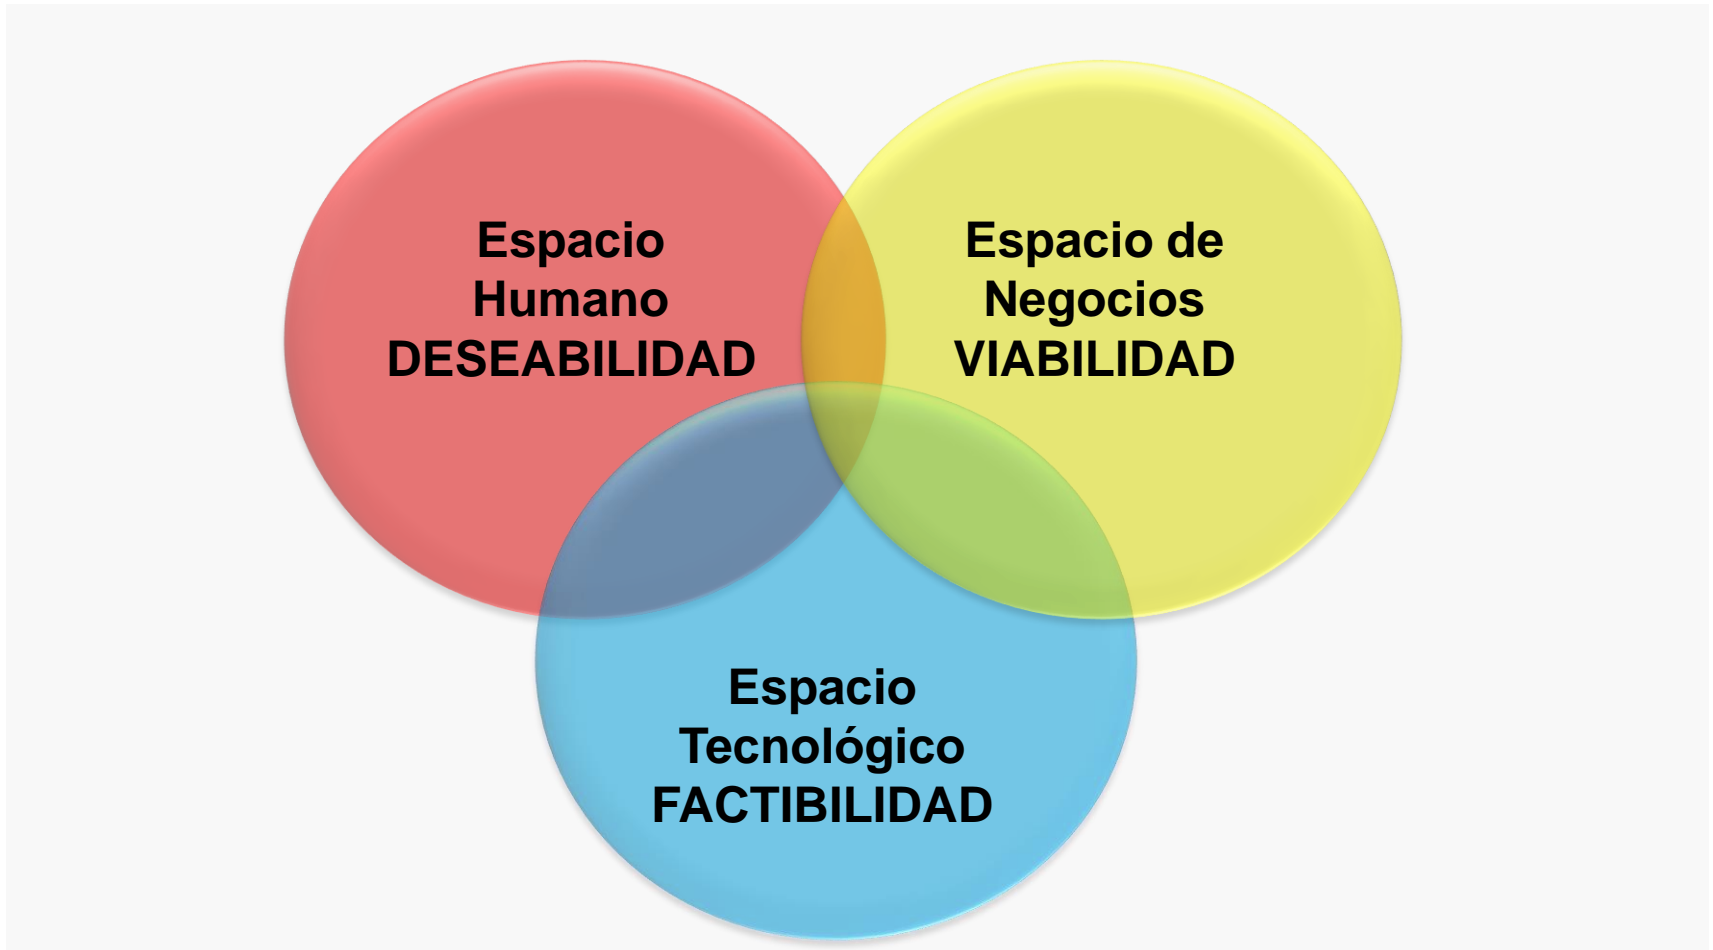 Espacio
Humano
DESEABILIDAD
Espacio de
Negocios
VIABILIDAD
Espacio
Tecnológico
FACTIBILIDAD